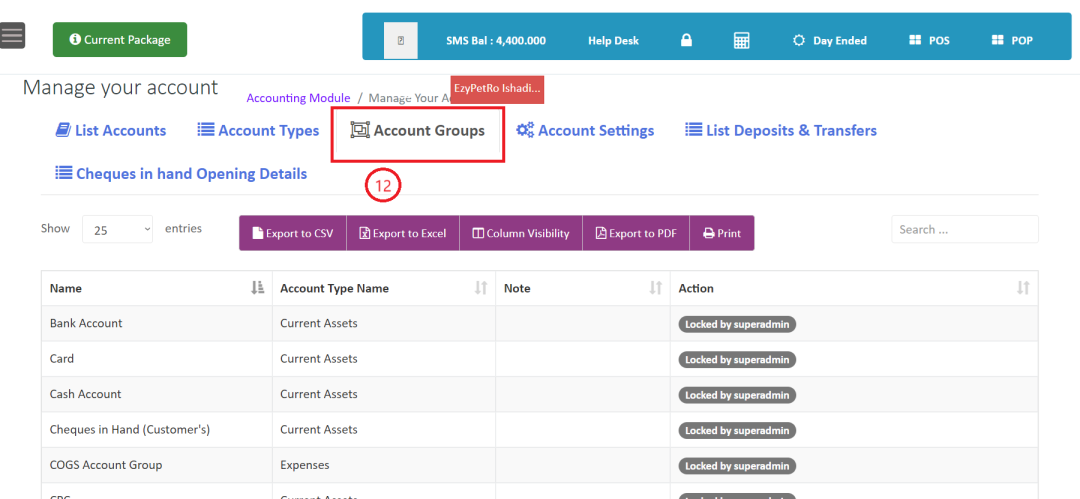 Current Package
SMS Bal : 4,400.000 Help Desk Day Ended POS POP
Manage your account
Accounting Module / Manage Your A
EzyPetRo Ishadi...
List Accounts Account Types Account Groups Account Settings List Deposits & Transfers
Cheques in hand Opening Details
12
Show 25 entries Export to CSV Export to Excel Column Visibility Export to PDF Print Search ...
Name Account Type Name Note Action
Bank Account Current Assets Locked by superadmin
Card Current Assets Locked by superadmin
Cash Account Current Assets Locked by superadmin
Cheques in Hand (Customer's) Current Assets Locked by superadmin
COGS Account Group Expenses Locked by superadmin
Current Assets Locked by superadmin